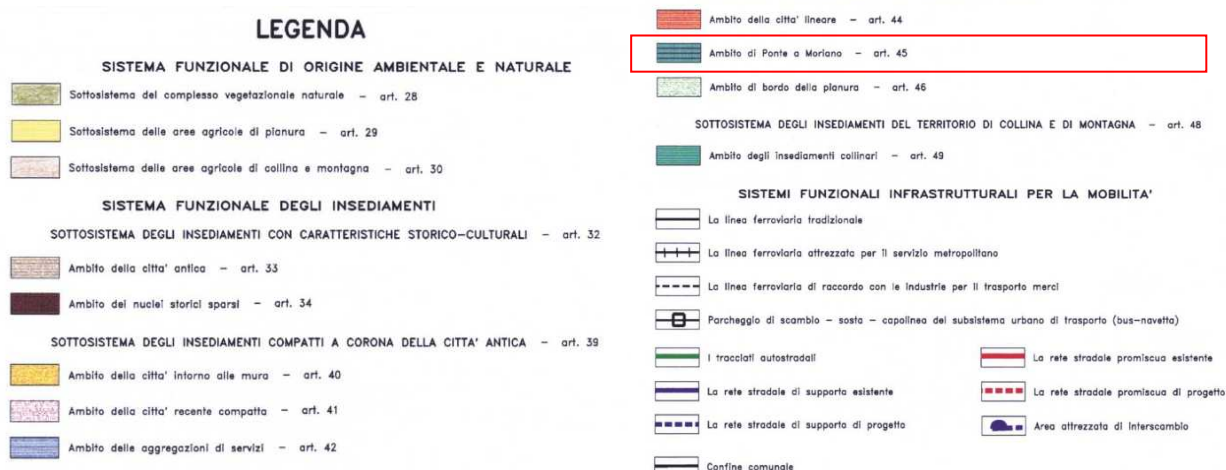 LEGENDA
SISTEMA FUNZIONALE DI ORIGINE AMBIENTALE E NATURALE
Sottosistema del complesso vegetazionale naturale – art. 28
Sottosistema delle aree agricole di pianura – art. 29
Sottosistema delle aree agricole di collina e montagna – art. 30
SISTEMA FUNZIONALE DEGLI INSEDIAMENTI
SOTTOSISTEMA DEGLI INSEDIAMENTI CON CARATTERISTICHE STORICO-CULTURALI – art. 32
Ambito della citta' antica – art. 33
Ambito dei nuclei storici sparsi – art. 34
SOTTOSISTEMA DEGLI INSEDIAMENTI COMPATTI A CORONA DELLA CITTA' ANTICA – art. 39
Ambito della citta' intorno alle mura – art. 40
Ambito della citta' recente compatta – art. 41
Ambito delle aggregazioni di servizi – art. 42
Ambito della citta' lineare – art. 44
Ambito di Ponte a Moriano – art. 45
Ambito di bordo della pianura – art. 46
SOTTOSISTEMA DEGLI INSEDIAMENTI DEL TERRITORIO DI COLLINA E DI MONTAGNA – art. 48
Ambito degli insediamenti collinari – art. 49
SISTEMI FUNZIONALI INFRASTRUTTURALI PER LA MOBILITA'
La linea ferroviaria tradizionale
La linea ferroviaria attrezzata per il servizio metropolitano
La linea ferroviaria di raccordo con le industrie per il trasporto merci
Parcheggio di scambio – sosta – capolinea del subsistema urbano di trasporto (bus-navetta)
I tracciati autostradali
La rete stradale promiscua esistente
La rete stradale di supporto esistente
La rete stradale promiscua di progetto
La rete stradale di supporto di progetto
Area attrezzata di interscambio
Confine comunale